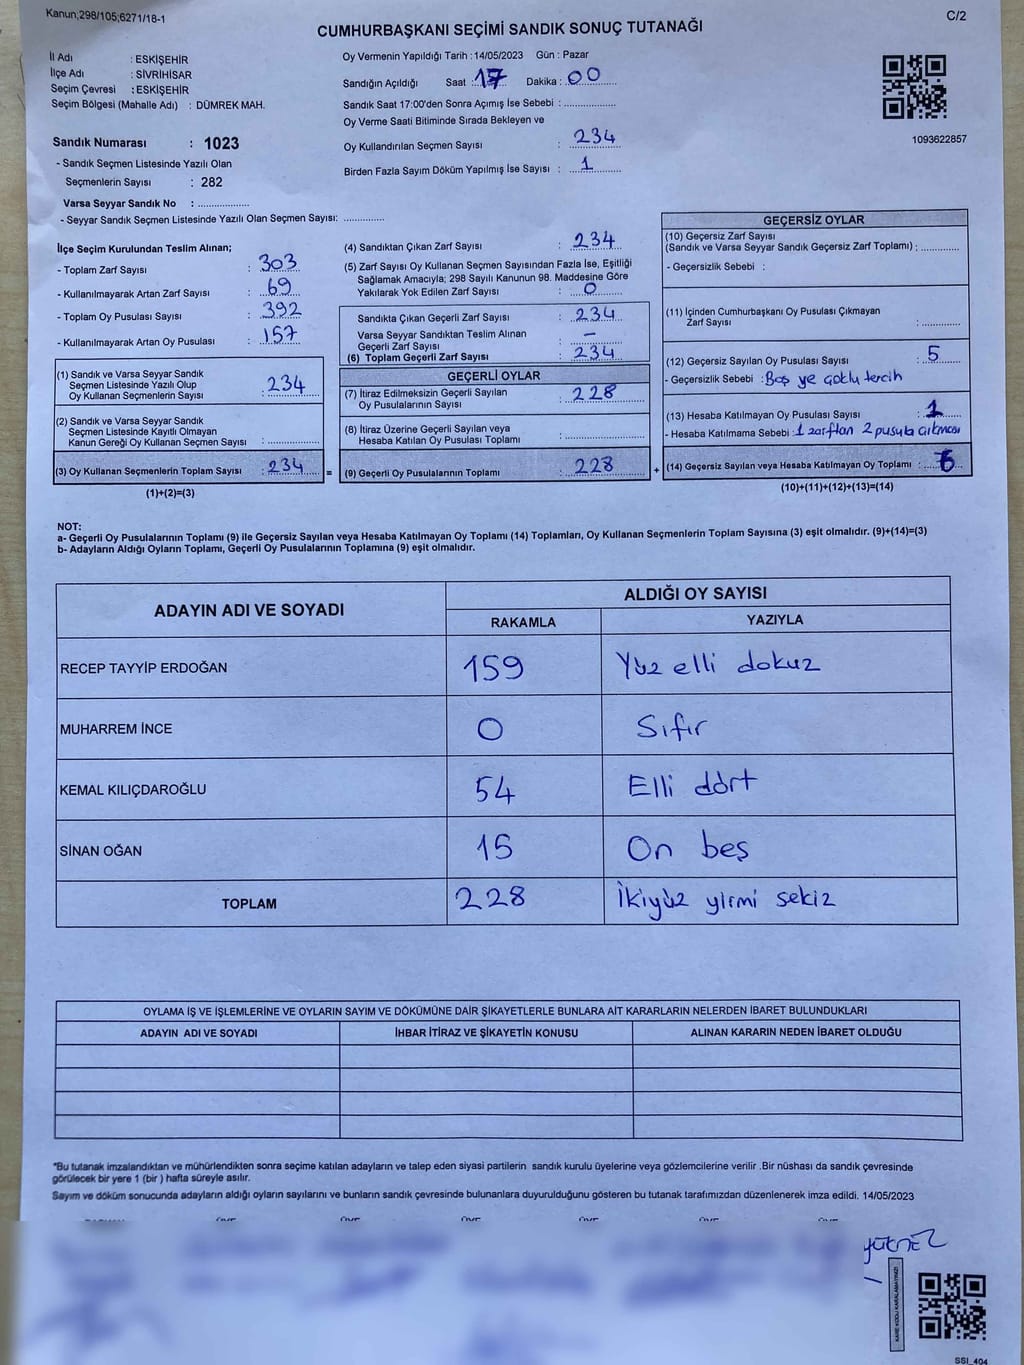 Kanun;298/105;6271/18-1
C/2
CUMHURBAŞKANI SEÇİMİ SANDIK SONUÇ TUTANAĞI
İl Adı : ESKİŞEHİR
İlçe Adı : SİVRİHİSAR
Seçim Çevresi : ESKİŞEHİR
Seçim Bölgesi (Mahalle Adı) : DÜMREK MAH.
Sandık Numarası : 1023
- Sandık Seçmen Listesinde Yazılı Olan
Seçmenlerin Sayısı : 282
Varsa Seyyar Sandık No : ..................
- Seyyar Sandık Seçmen Listesinde Yazılı Olan Seçmen Sayısı: ..............
Oy Vermenin Yapıldığı Tarih : 14/05/2023 Gün : Pazar
Sandığın Açıldığı Saat : 17 Dakika : 00
Sandık Saat 17:00'den Sonra Açımış İse Sebebi : ..................
Oy Verme Saati Bitiminde Sırada Bekleyen ve
Oy Kullandırılan Seçmen Sayısı : 234
Birden Fazla Sayım Döküm Yapılmış İse Sayısı : 1
1093622857
İlçe Seçim Kurulundan Teslim Alınan;
- Toplam Zarf Sayısı : 303
- Kullanılmayarak Artan Zarf Sayısı : 69
- Toplam Oy Pusulası Sayısı : 392
- Kullanılmayarak Artan Oy Pusulası : 157
(1) Sandık ve Varsa Seyyar Sandık
Seçmen Listesinde Yazılı Olup
Oy Kullanan Seçmenlerin Sayısı : 234
(2) Sandık ve Varsa Seyyar Sandık
Seçmen Listesinde Kayıtlı Olmayan
Kanun Gereği Oy Kullanan Seçmen Sayısı : ..................
(3) Oy Kullanan Seçmenlerin Toplam Sayısı : 234 =
(1)+(2)=(3)
(4) Sandıktan Çıkan Zarf Sayısı : 234
(5) Zarf Sayısı Oy Kullanan Seçmen Sayısından Fazla İse, Eşitliği
Sağlamak Amacıyla; 298 Sayılı Kanunun 98. Maddesine Göre
Yakılarak Yok Edilen Zarf Sayısı : 0
Sandıkta Çıkan Geçerli Zarf Sayısı : 234
Varsa Seyyar Sandıktan Teslim Alınan
Geçerli Zarf Sayısı : —
(6) Toplam Geçerli Zarf Sayısı : 234
GEÇERLİ OYLAR
(7) İtiraz Edilmeksizin Geçerli Sayılan
Oy Pusulalarının Sayısı : 228
(8) İtiraz Üzerine Geçerli Sayılan veya
Hesaba Katılan Oy Pusulası Toplamı : ..................
(9) Geçerli Oy Pusulalarının Toplamı : 228 +
GEÇERSİZ OYLAR
(10) Geçersiz Zarf Sayısı
(Sandık ve Varsa Seyyar Sandık Geçersiz Zarf Toplamı) : ..............
- Geçersizlik Sebebi :
(11) İçinden Cumhurbaşkanı Oy Pusulası Çıkmayan
Zarf Sayısı : ..............
(12) Geçersiz Sayılan Oy Pusulası Sayısı : 5
- Geçersizlik Sebebi : Boş ve çoklu tercih
(13) Hesaba Katılmayan Oy Pusulası Sayısı : 1
- Hesaba Katılmama Sebebi : 1 zarftan 2 pusula çıkması
(14) Geçersiz Sayılan veya Hesaba Katılmayan Oy Toplamı : 6
(10)+(11)+(12)+(13)=(14)
NOT:
a- Geçerli Oy Pusulalarının Toplamı (9) ile Geçersiz Sayılan veya Hesaba Katılmayan Oy Toplamı (14) Toplamları, Oy Kullanan Seçmenlerin Toplam Sayısına (3) eşit olmalıdır. (9)+(14)=(3)
b- Adayların Aldığı Oyların Toplamı, Geçerli Oy Pusulalarının Toplamına (9) eşit olmalıdır.
ADAYIN ADI VE SOYADI ALDIĞI OY SAYISI
RAKAMLA YAZIYLA
RECEP TAYYİP ERDOĞAN 159 Yüz elli dokuz
MUHARREM İNCE 0 Sıfır
KEMAL KILIÇDAROĞLU 54 Elli dört
SİNAN OĞAN 15 On beş
TOPLAM 228 İkiyüz yirmi sekiz
OYLAMA İŞ VE İŞLEMLERİNE VE OYLARIN SAYIM VE DÖKÜMÜNE DAİR ŞİKAYETLERLE BUNLARA AİT KARARLARIN NELERDEN İBARET BULUNDUKLARI
ADAYIN ADI VE SOYADI İHBAR İTİRAZ VE ŞİKAYETİN KONUSU ALINAN KARARIN NEDEN İBARET OLDUĞU
*Bu tutanak imzalandıktan ve mühürlendikten sonra seçime katılan adayların ve talep eden siyasi partilerin sandık kurulu üyelerine veya gözlemcilerine verilir .Bir nüshası da sandık çevresinde
görülecek bir yere 1 (bir ) hafta süreyle asılır.
Sayım ve döküm sonucunda adayların aldığı oyların sayılarını ve bunların sandık çevresinde bulunanlara duyurulduğunu gösteren bu tutanak tarafımızdan düzenlenerek imza edildi. 14/05/2023
SSI_404